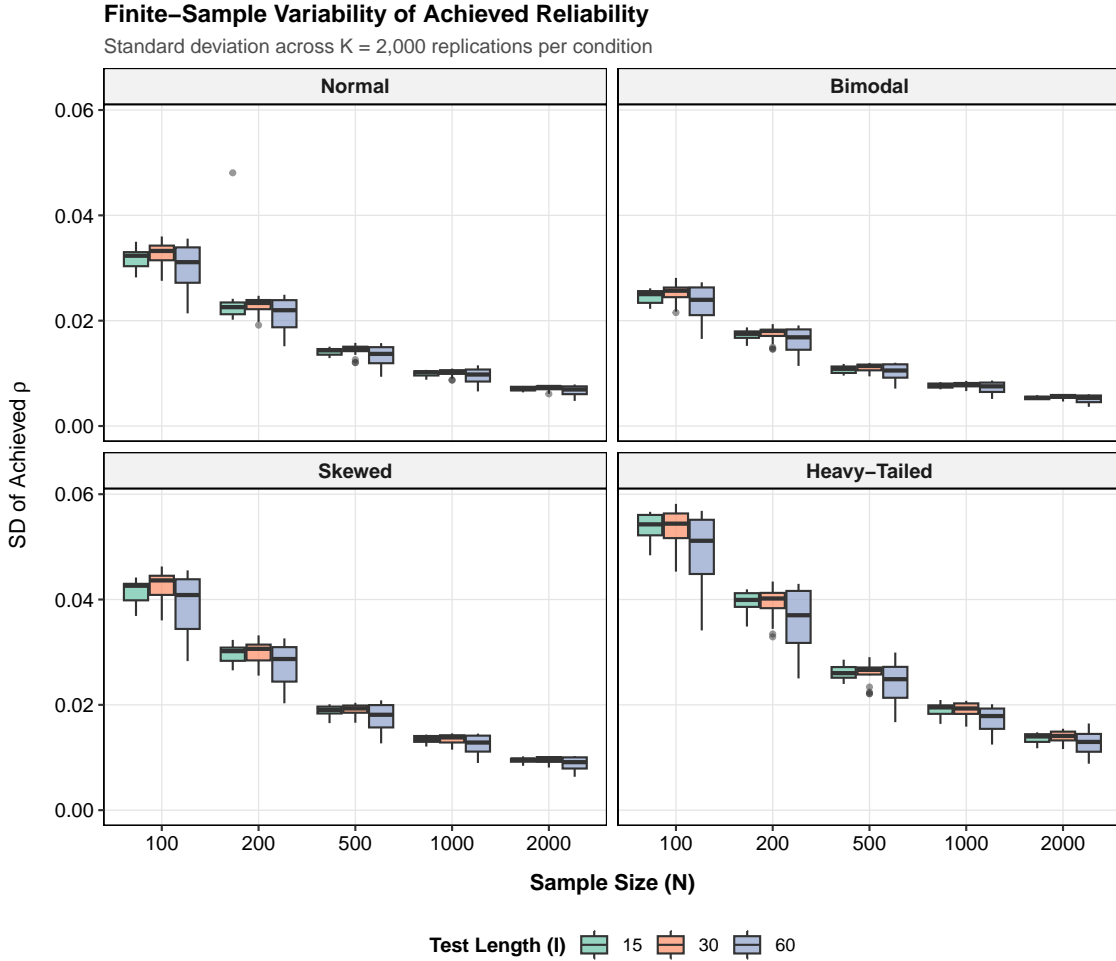 Finite−Sample Variability of Achieved Reliability
Standard deviation across K = 2,000 replications per condition
Normal
Bimodal
0.06
0.04
0.02
0.00
Skewed
Heavy−Tailed
0.06
0.04
0.02
0.00
SD of Achieved ρ
100 200 500 1000 2000
100 200 500 1000 2000
Sample Size (N)
Test Length (I) 15 30 60